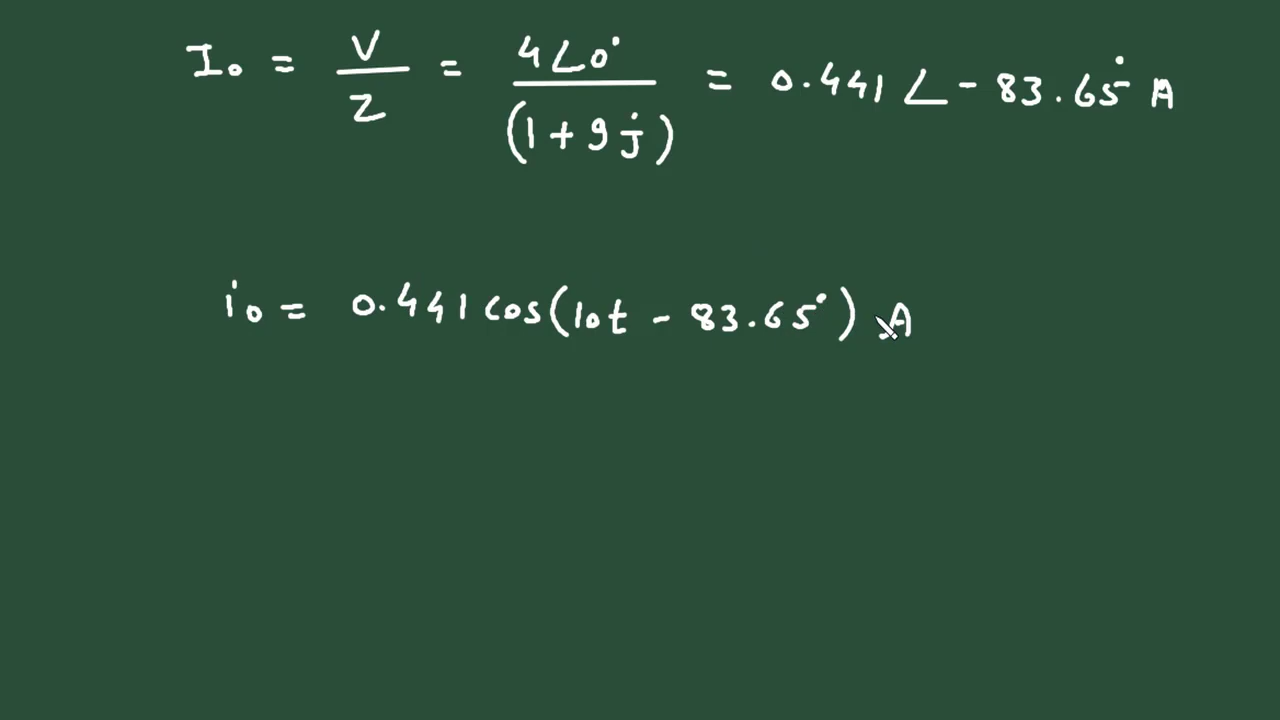 I₀ = V/Z = 4∠0°/(1+9j) = 0.441 ∠ -83.65° A
i₀ = 0.441 cos(10t - 83.65°) A